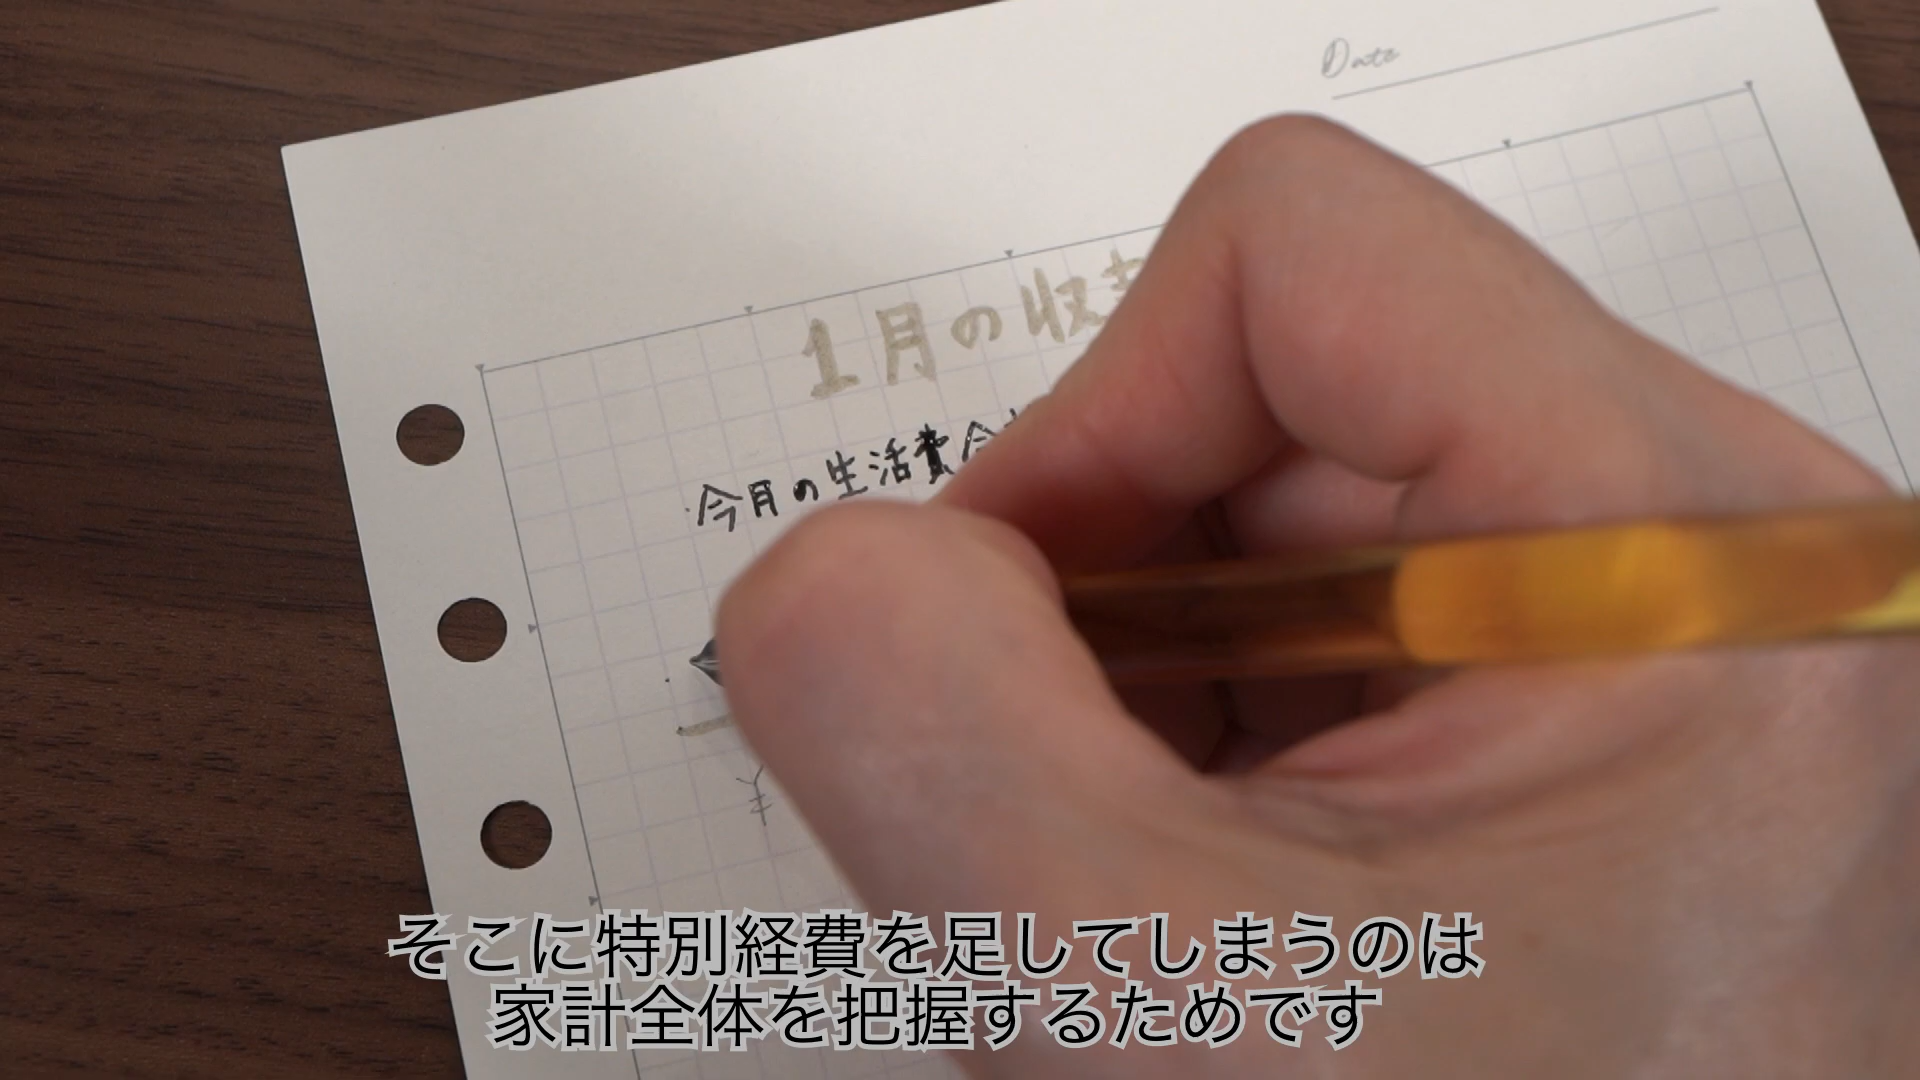 Date
1月の収支
今月の生活費合
¥
そこに特別経費を足してしまうのは
家計全体を把握するためです